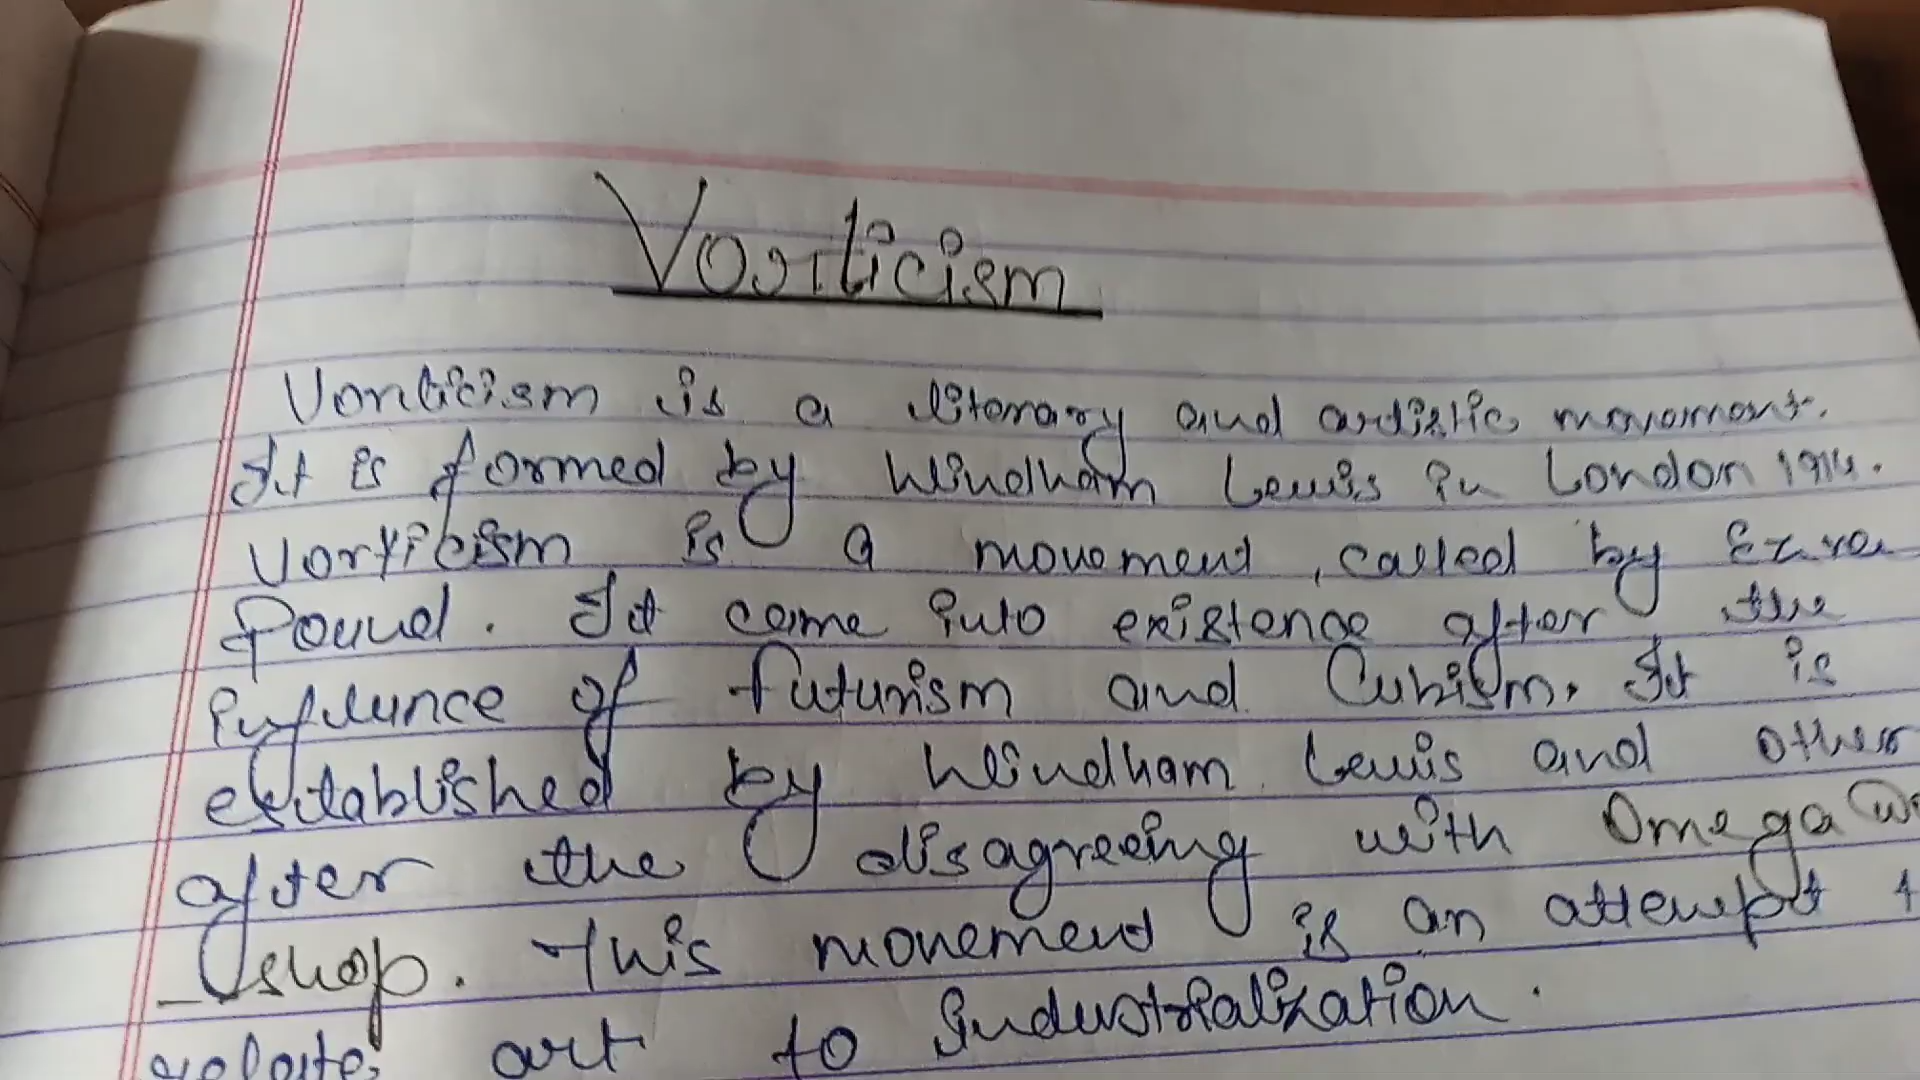 Vorticism
Vorticism is a literary and artistic movement.
It is formed by Windham Lewis in London 1914.
Vorticism is a movement, called by Ezra
Pound. It came into existence after the
influence of futurism and Cubism. It is
established by Windham Lewis and other
after the disagreeing with Omega Wo
-shop. This movement is an attempt t
relate art to Industrialization.